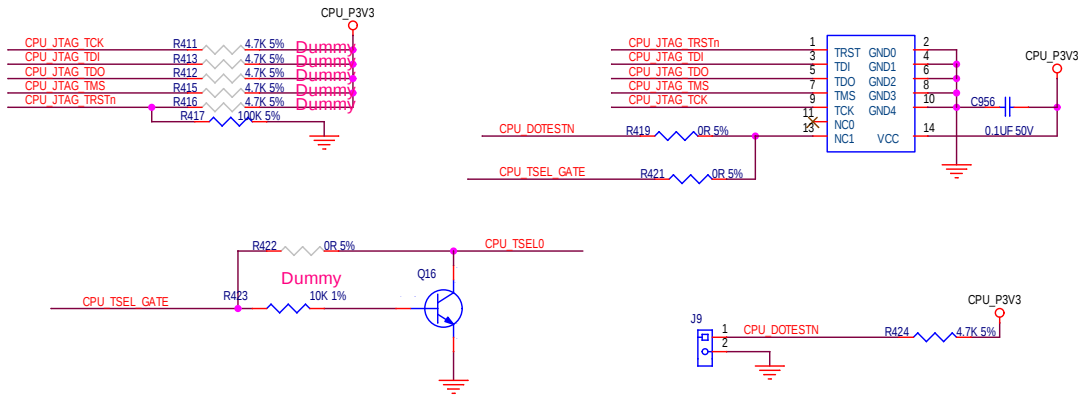 CPU_P3V3
CPU_JTAG_TCK R411 4.7K 5% Dummy
CPU_JTAG_TDI R413 4.7K 5% Dummy
CPU_JTAG_TDO R412 4.7K 5% Dummy
CPU_JTAG_TMS R415 4.7K 5% Dummy
CPU_JTAG_TRSTn R416 4.7K 5% Dummy
R417 100K 5%
CPU_JTAG_TRSTn 1 TRST GND0 2
CPU_JTAG_TDI 3 TDI GND1 4
CPU_JTAG_TDO 5 TDO GND2 6
CPU_JTAG_TMS 7 TMS GND3 8
CPU_JTAG_TCK 9 TCK GND4 10
11 NC0
13 NC1 VCC 14
CPU_P3V3
C956
0.1UF 50V
CPU_DOTESTN R419 0R 5%
CPU_TSEL_GATE R421 0R 5%
R422 0R 5% CPU_TSEL0
Dummy
Q16
CPU_TSEL_GATE R423 10K 1%
CPU_P3V3
J9
1 CPU_DOTESTN R424 4.7K 5%
2